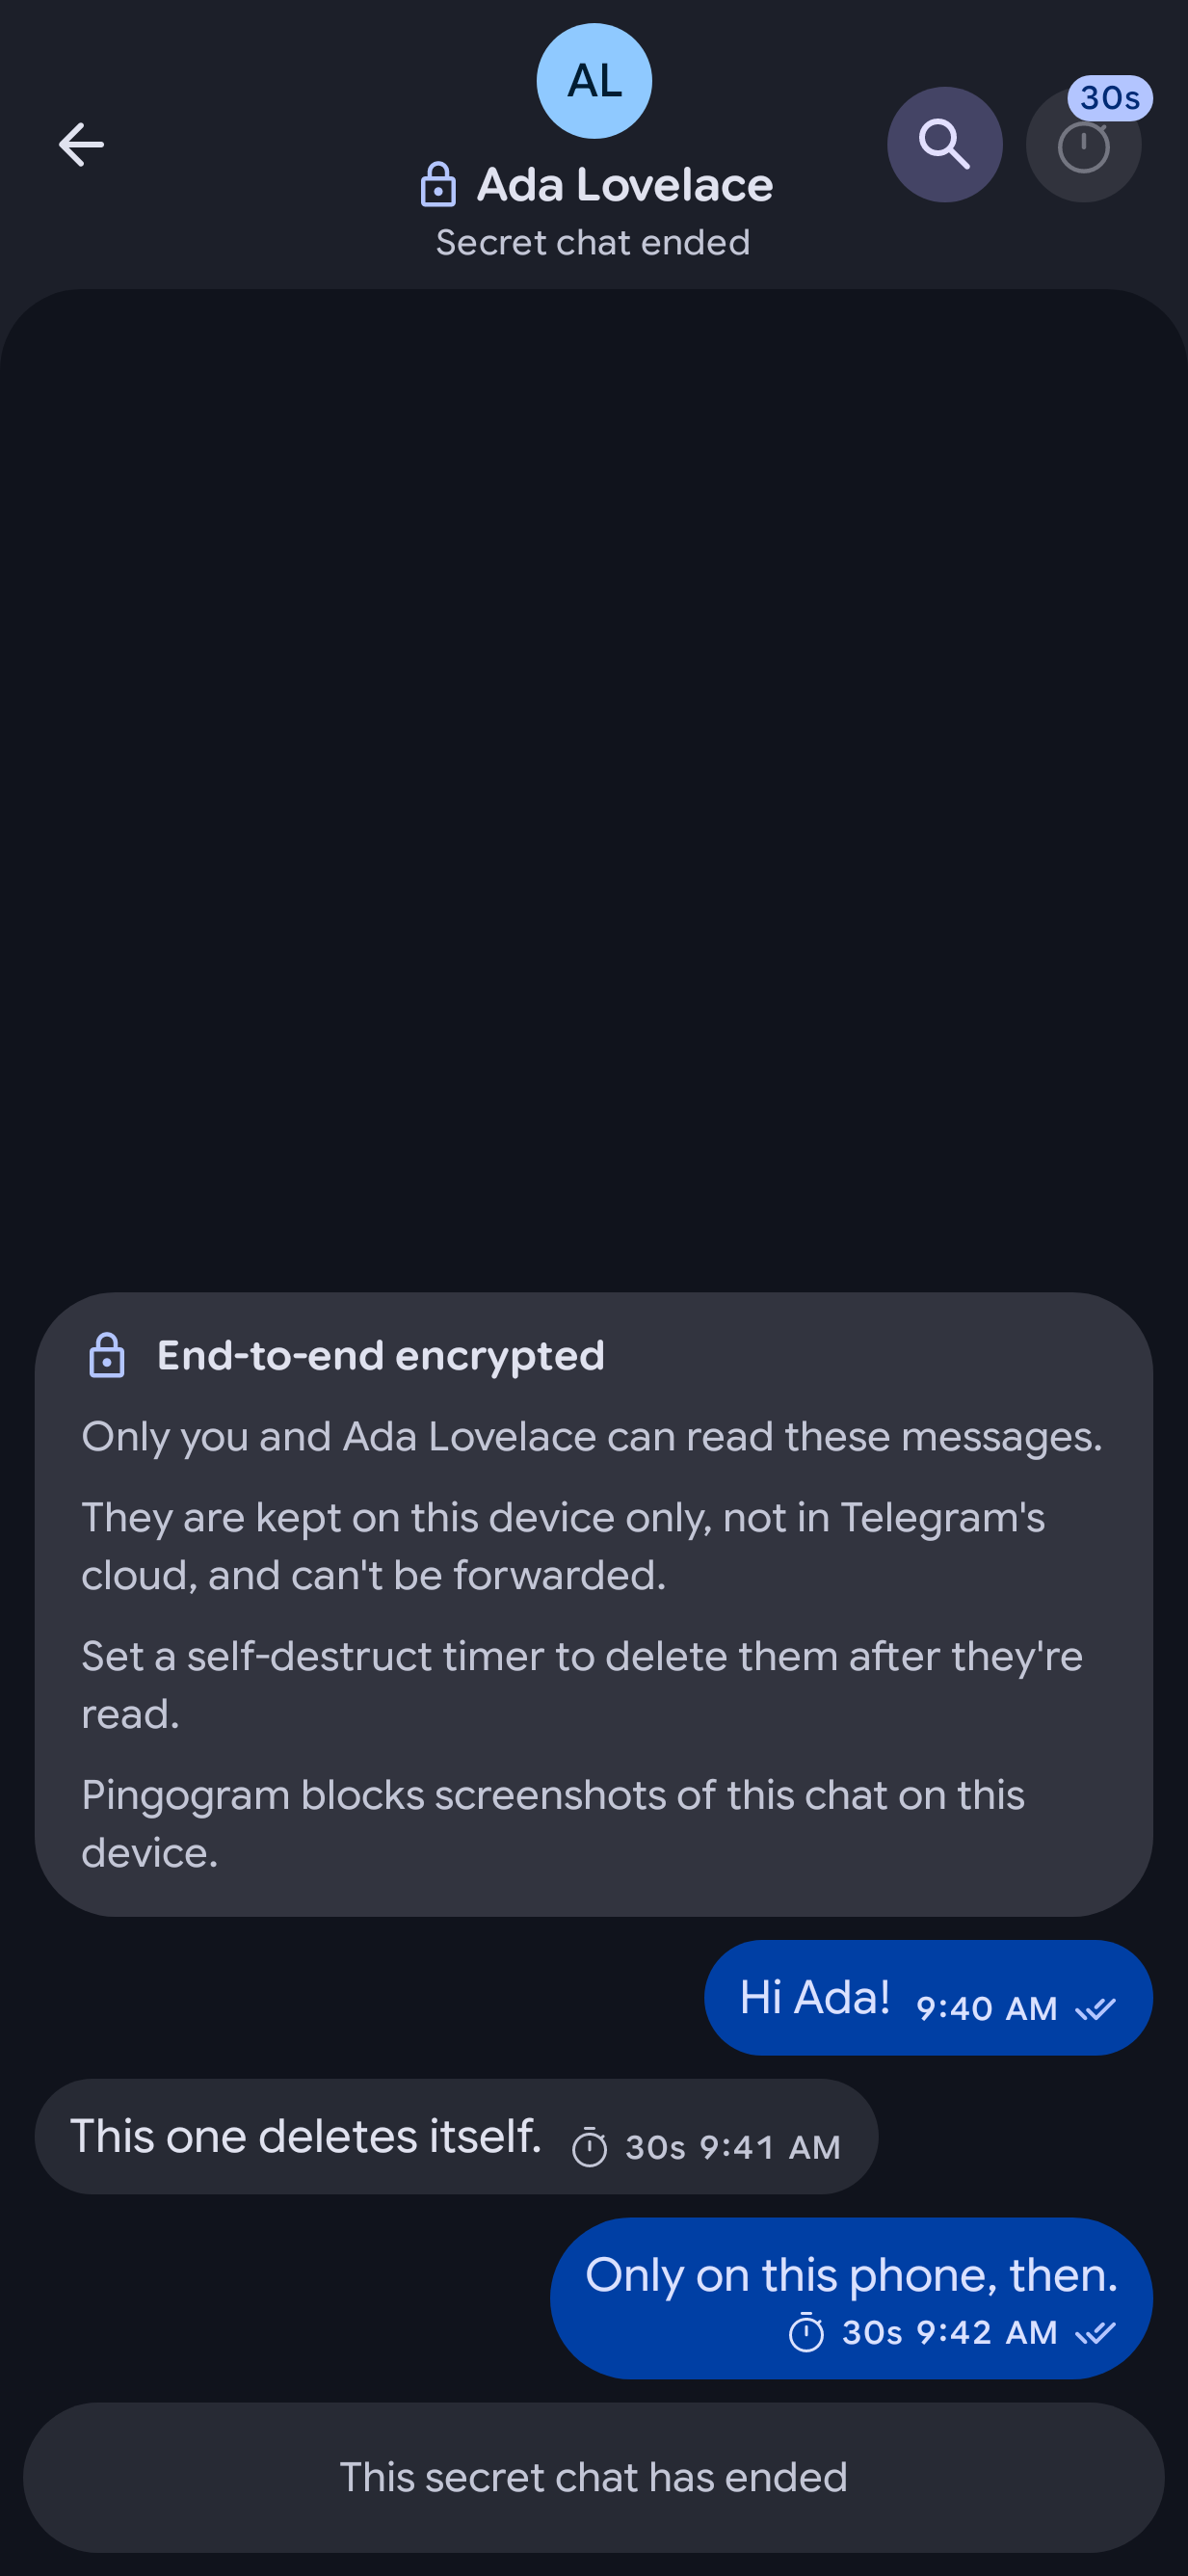 AL
30s
Ada Lovelace
Secret chat ended
End-to-end encrypted
Only you and Ada Lovelace can read these messages.
They are kept on this device only, not in Telegram's
cloud, and can't be forwarded.
Set a self-destruct timer to delete them after they're
read.
Pingogram blocks screenshots of this chat on this
device.
Hi Ada! 9:40 AM
This one deletes itself. 30s 9:41 AM
Only on this phone, then.
30s 9:42 AM
This secret chat has ended